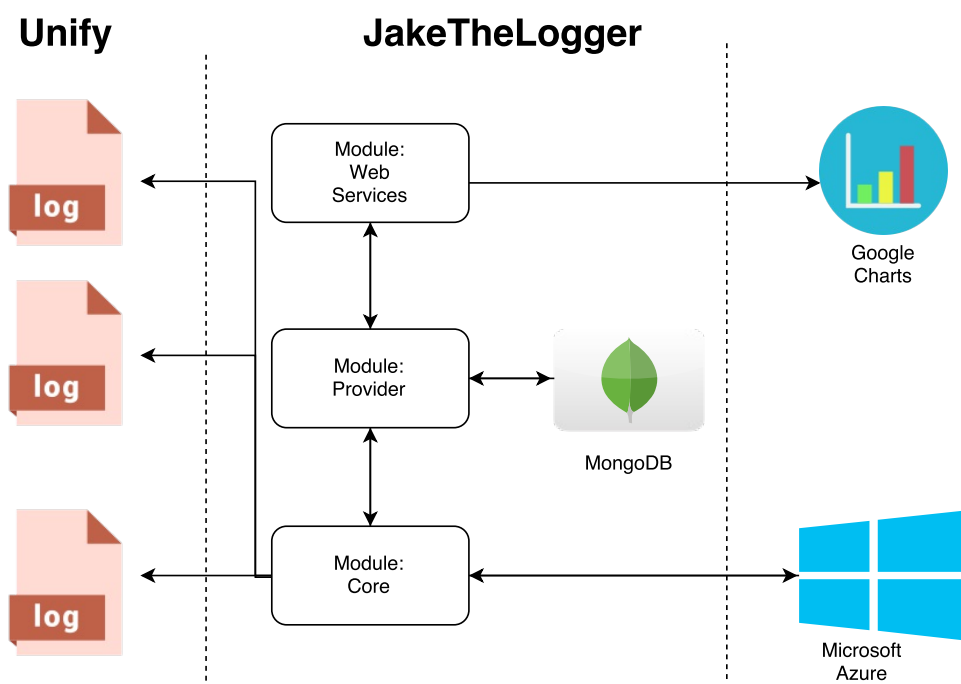 Unify
JakeTheLogger
log
log
log
Module:
Web
Services
Module:
Provider
Module:
Core
MongoDB
Google
Charts
Microsoft
Azure